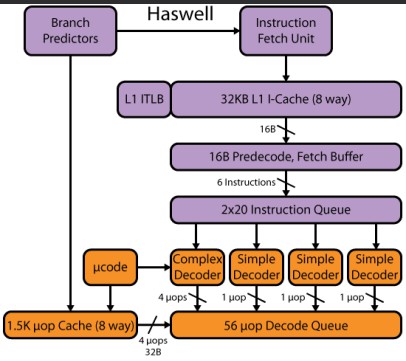 Haswell
Branch
Predictors
Instruction
Fetch Unit
L1 ITLB
32KB L1 I-Cache (8 way)
16B
16B Predecode, Fetch Buffer
6 Instructions
2x20 Instruction Queue
µcode
Complex
Decoder
Simple
Decoder
Simple
Decoder
Simple
Decoder
4 µops
1 µop
1 µop
1 µop
1.5K µop Cache (8 way)
4 µops
32B
56 µop Decode Queue